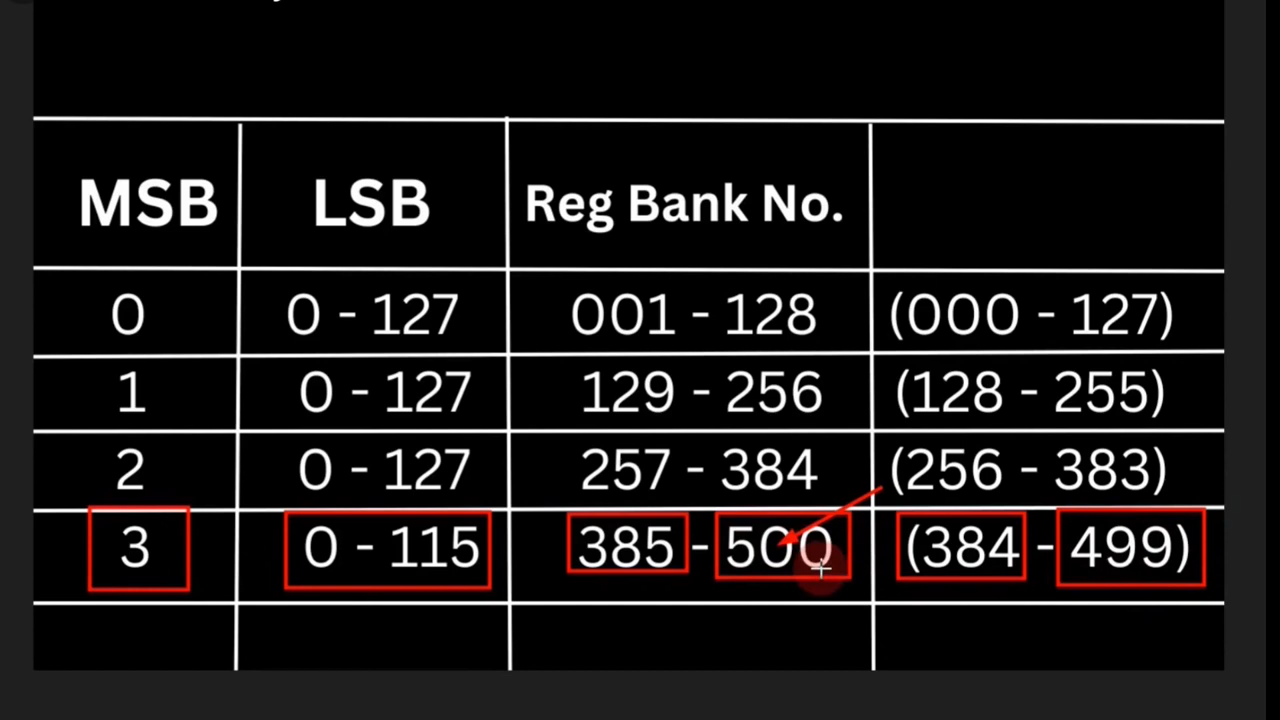 MSB LSB Reg Bank No.
0 0 - 127 001 - 128 (000 - 127)
1 0 - 127 129 - 256 (128 - 255)
2 0 - 127 257 - 384 (256 - 383)
3 0 - 115 385 - 500 (384 - 499)